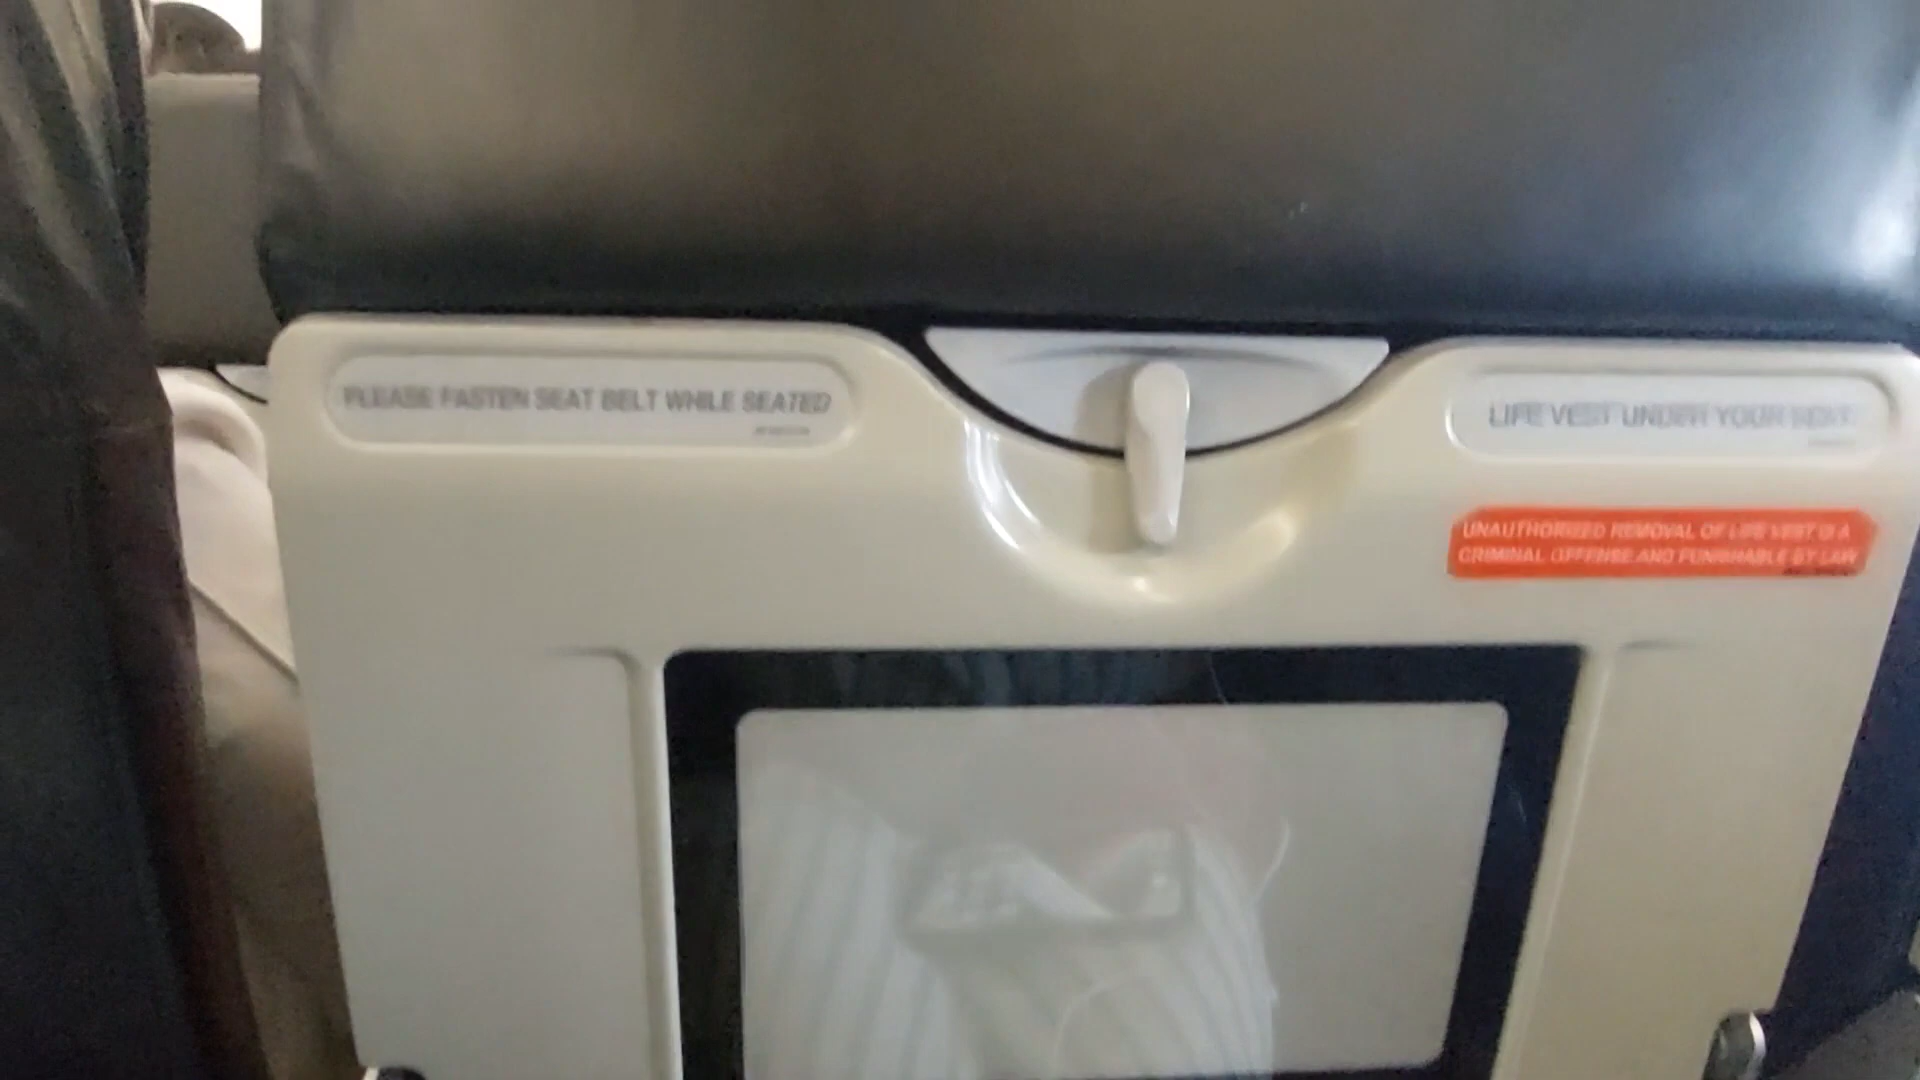 PLEASE FASTEN SEAT BELT WHILE SEATED
LIFE VEST UNDER YOUR SEAT
UNAUTHORIZED REMOVAL OF LIFE VEST IS A
CRIMINAL OFFENSE AND PUNISHABLE BY LAW